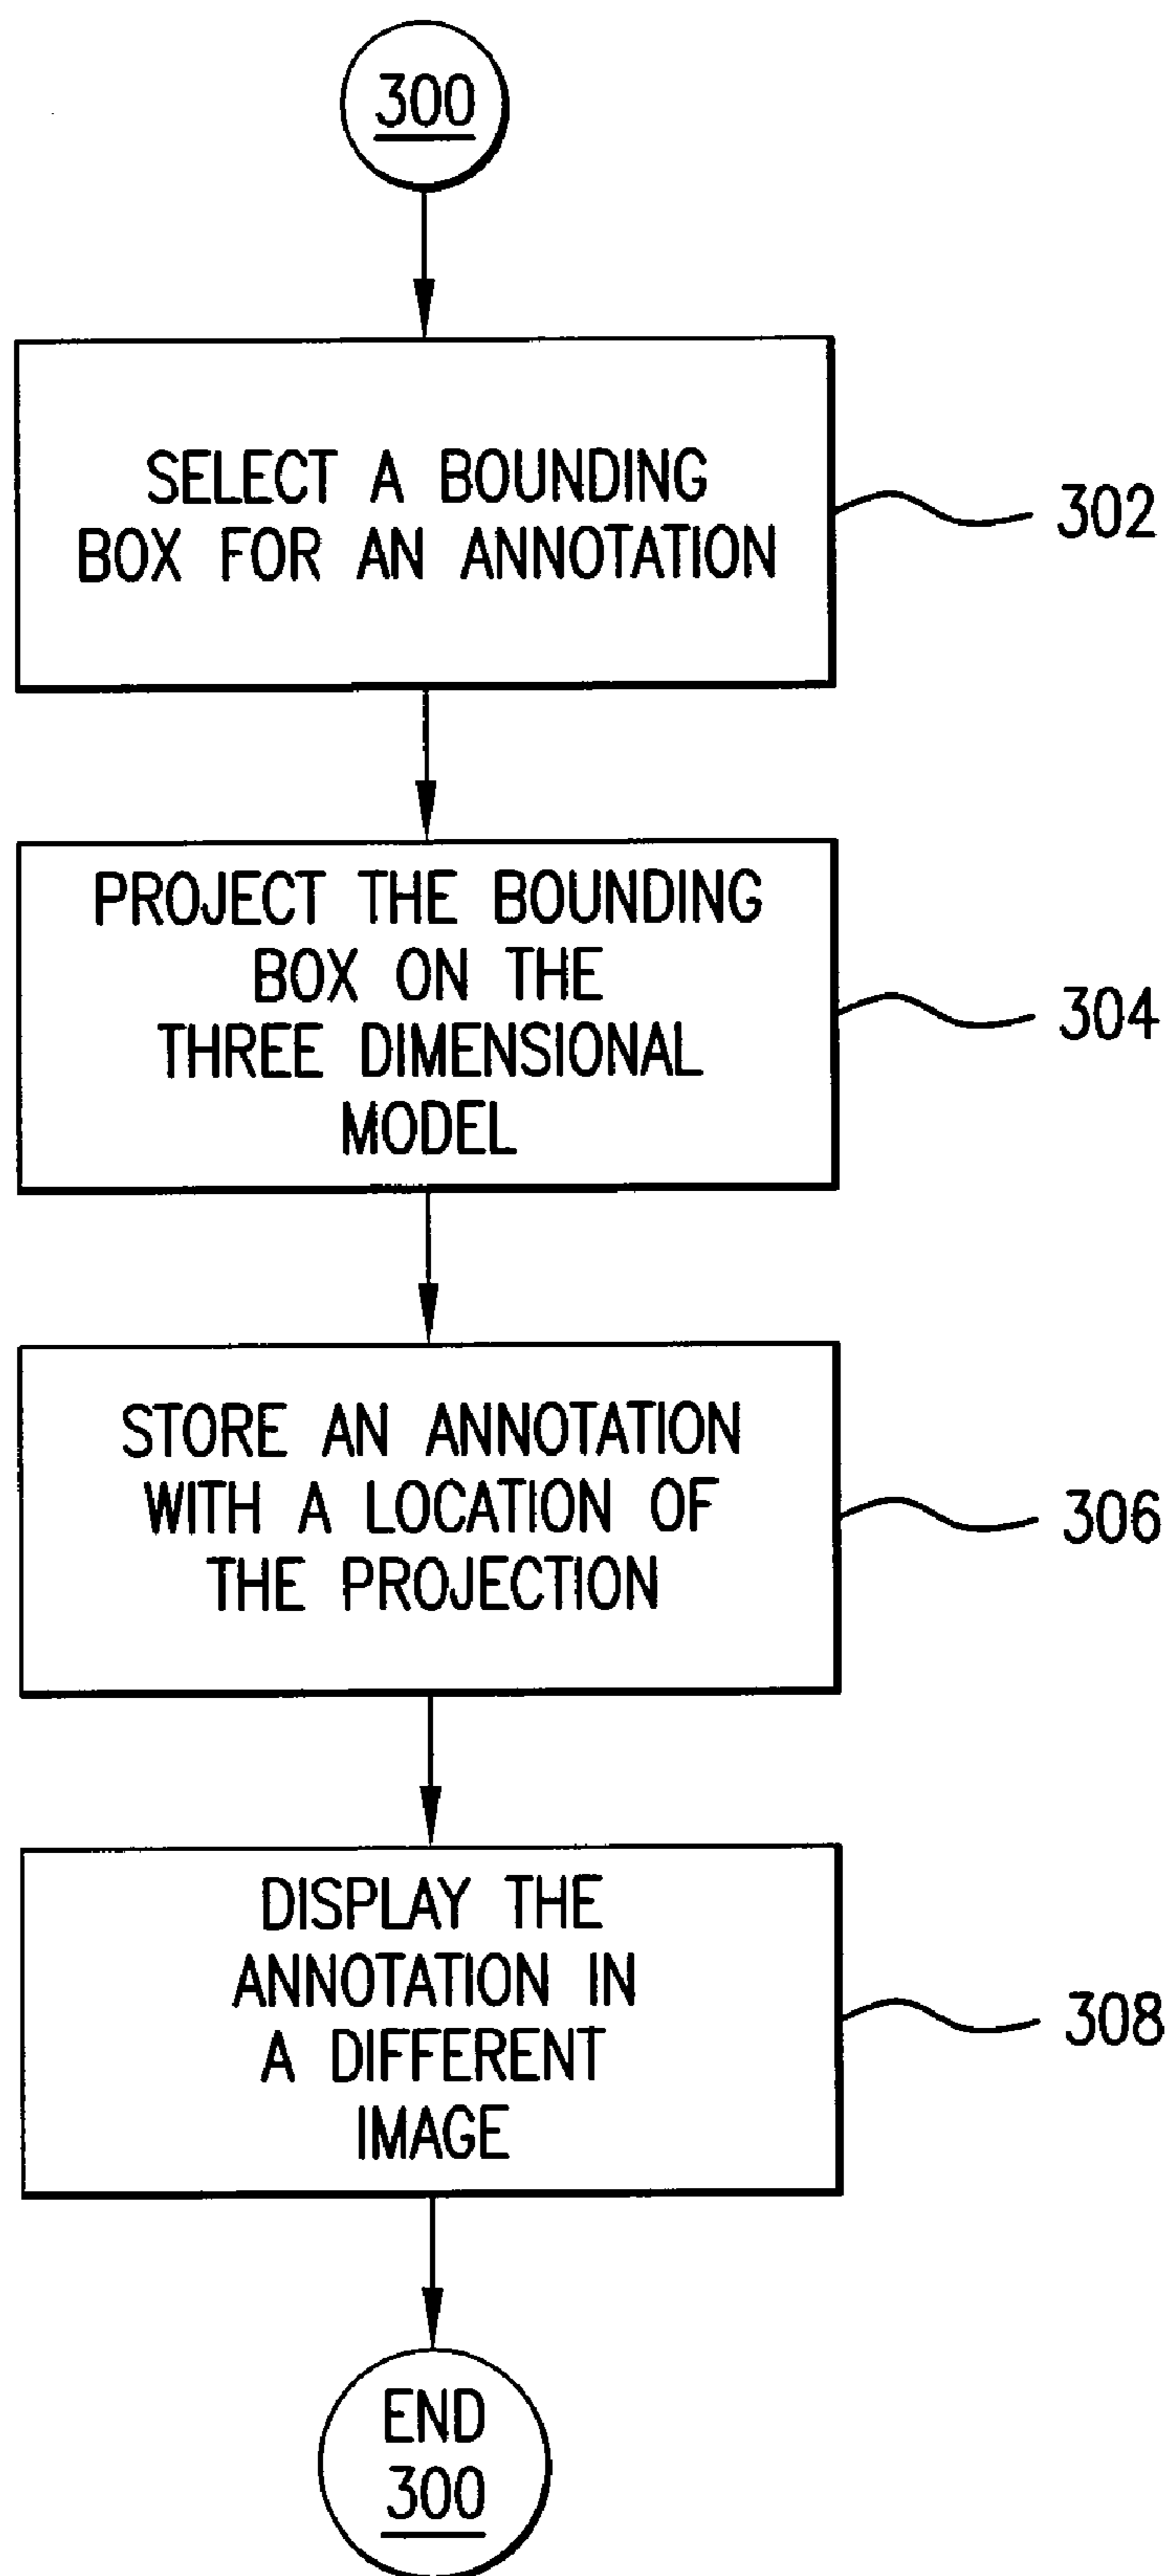 300
SELECT A BOUNDING
BOX FOR AN ANNOTATION
302
PROJECT THE BOUNDING
BOX ON THE
THREE DIMENSIONAL
MODEL
304
STORE AN ANNOTATION
WITH A LOCATION OF
THE PROJECTION
306
DISPLAY THE
ANNOTATION IN
A DIFFERENT
IMAGE
308
END
300